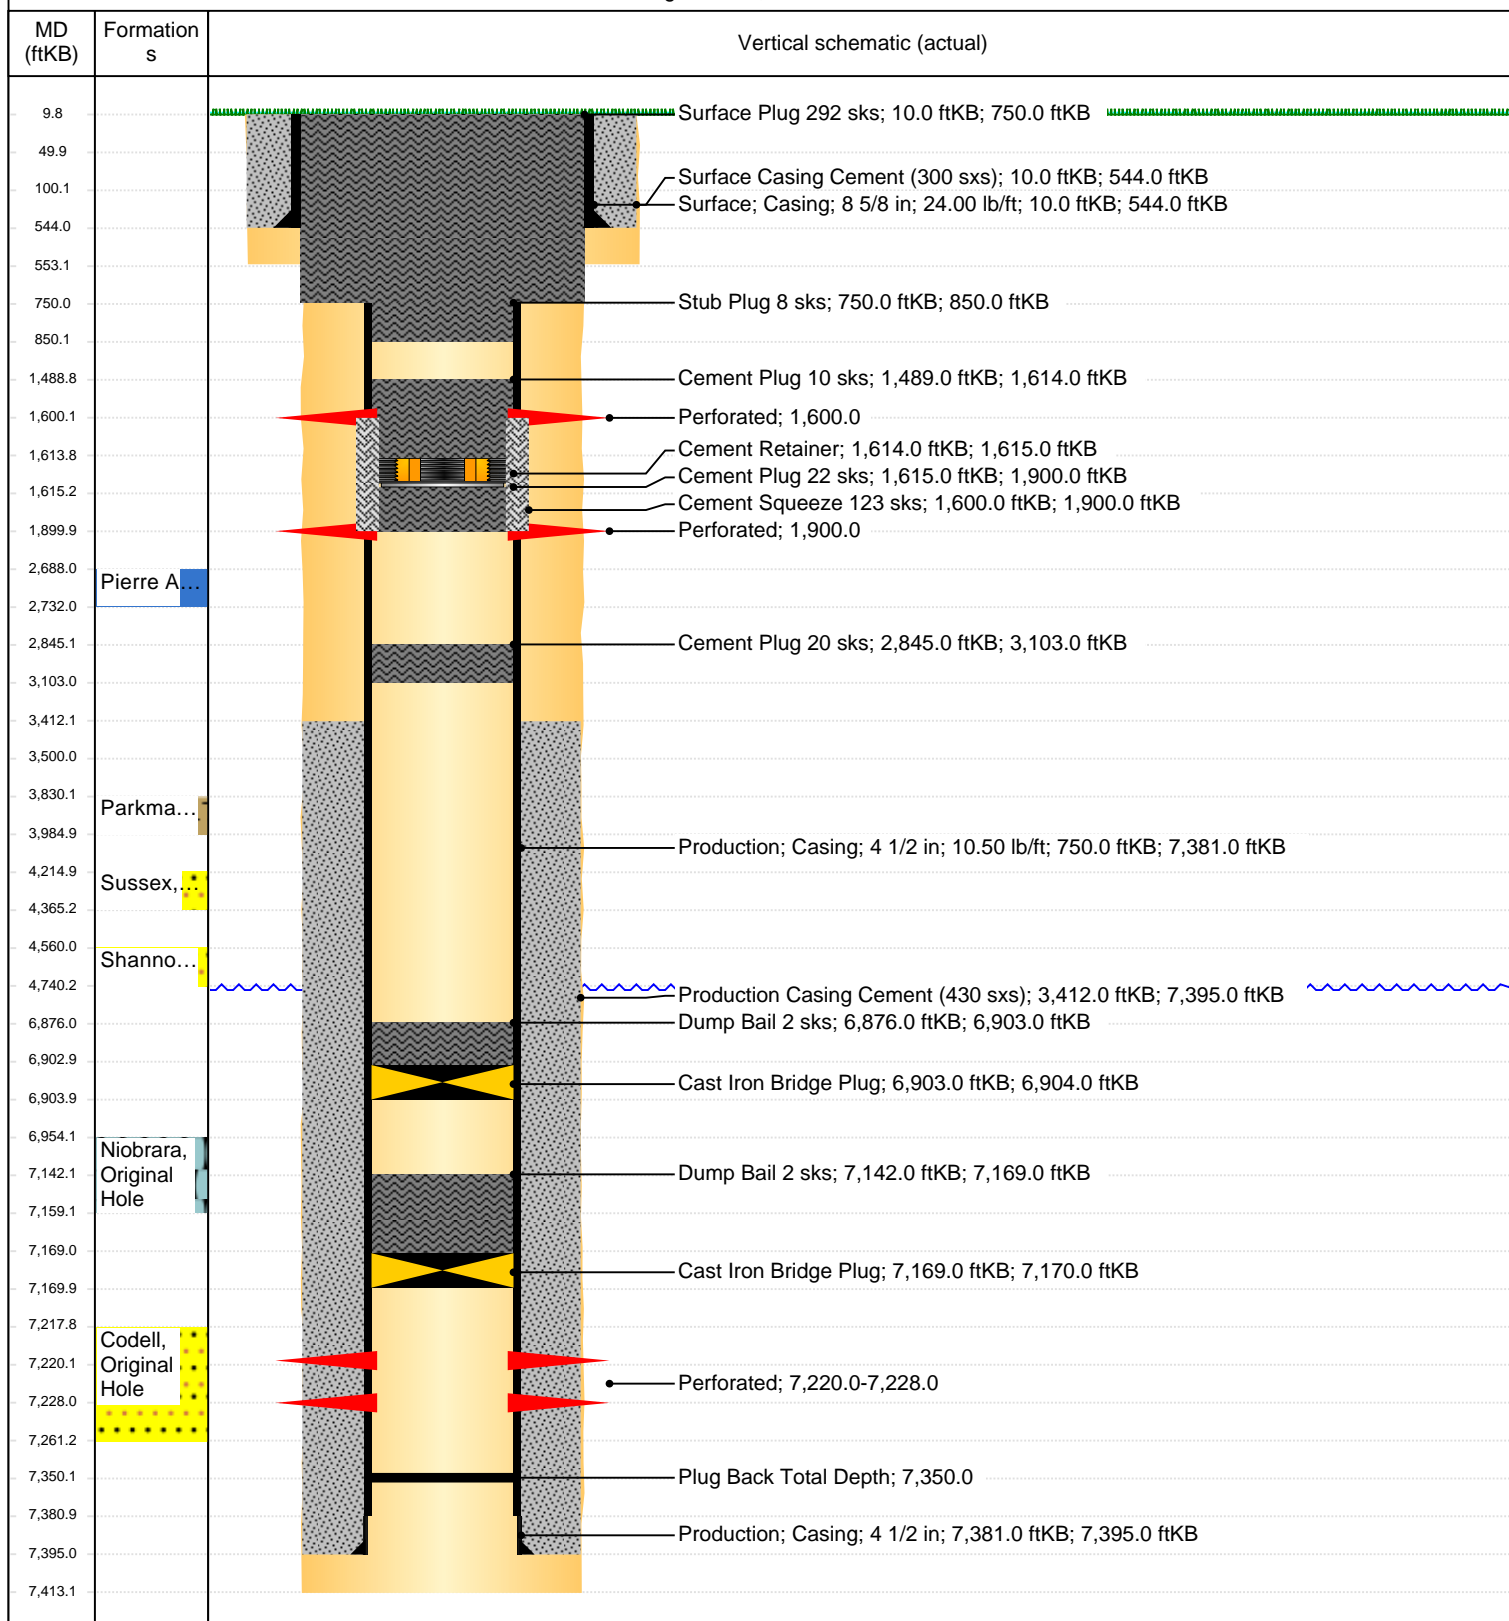 MD
(ftKB)
Formation
s
Vertical schematic (actual)
9.8
Surface Plug 292 sks; 10.0 ftKB; 750.0 ftKB
49.9
100.1
Surface Casing Cement (300 sxs); 10.0 ftKB; 544.0 ftKB
Surface; Casing; 8 5/8 in; 24.00 lb/ft; 10.0 ftKB; 544.0 ftKB
544.0
553.1
750.0
Stub Plug 8 sks; 750.0 ftKB; 850.0 ftKB
850.1
1,488.8
Cement Plug 10 sks; 1,489.0 ftKB; 1,614.0 ftKB
1,600.1
Perforated; 1,600.0
1,613.8
Cement Retainer; 1,614.0 ftKB; 1,615.0 ftKB
Cement Plug 22 sks; 1,615.0 ftKB; 1,900.0 ftKB
1,615.2
Cement Squeeze 123 sks; 1,600.0 ftKB; 1,900.0 ftKB
1,899.9
Perforated; 1,900.0
2,688.0
Pierre A…
2,732.0
2,845.1
Cement Plug 20 sks; 2,845.0 ftKB; 3,103.0 ftKB
3,103.0
3,412.1
3,500.0
3,830.1
Parkma…
3,984.9
Production; Casing; 4 1/2 in; 10.50 lb/ft; 750.0 ftKB; 7,381.0 ftKB
4,214.9
Sussex,…
4,365.2
4,560.0
Shanno…
4,740.2
Production Casing Cement (430 sxs); 3,412.0 ftKB; 7,395.0 ftKB
6,876.0
Dump Bail 2 sks; 6,876.0 ftKB; 6,903.0 ftKB
6,902.9
Cast Iron Bridge Plug; 6,903.0 ftKB; 6,904.0 ftKB
6,903.9
6,954.1
Niobrara,
Original
Hole
7,142.1
Dump Bail 2 sks; 7,142.0 ftKB; 7,169.0 ftKB
7,159.1
7,169.0
Cast Iron Bridge Plug; 7,169.0 ftKB; 7,170.0 ftKB
7,169.9
7,217.8
Codell,
Original
Hole
7,220.1
Perforated; 7,220.0-7,228.0
7,228.0
7,261.2
7,350.1
Plug Back Total Depth; 7,350.0
7,380.9
Production; Casing; 4 1/2 in; 7,381.0 ftKB; 7,395.0 ftKB
7,395.0
7,413.1